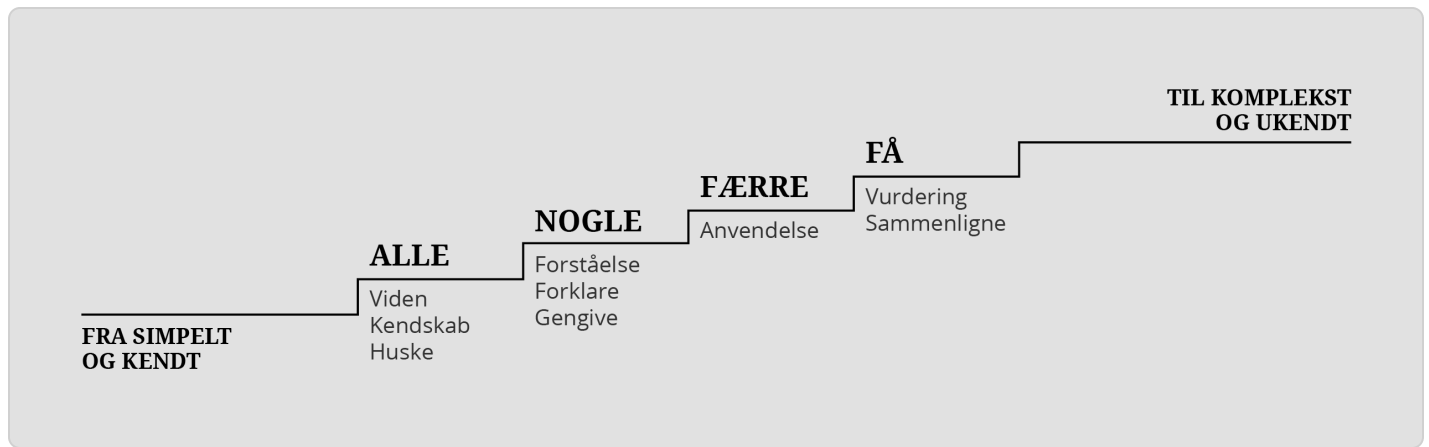 FRA SIMPELT
OG KENDT
ALLE
Viden
Kendskab
Huske
NOGLE
Forståelse
Forklare
Gengive
FÆRRE
Anvendelse
FÅ
Vurdering
Sammenligne
TIL KOMPLEKST
OG UKENDT